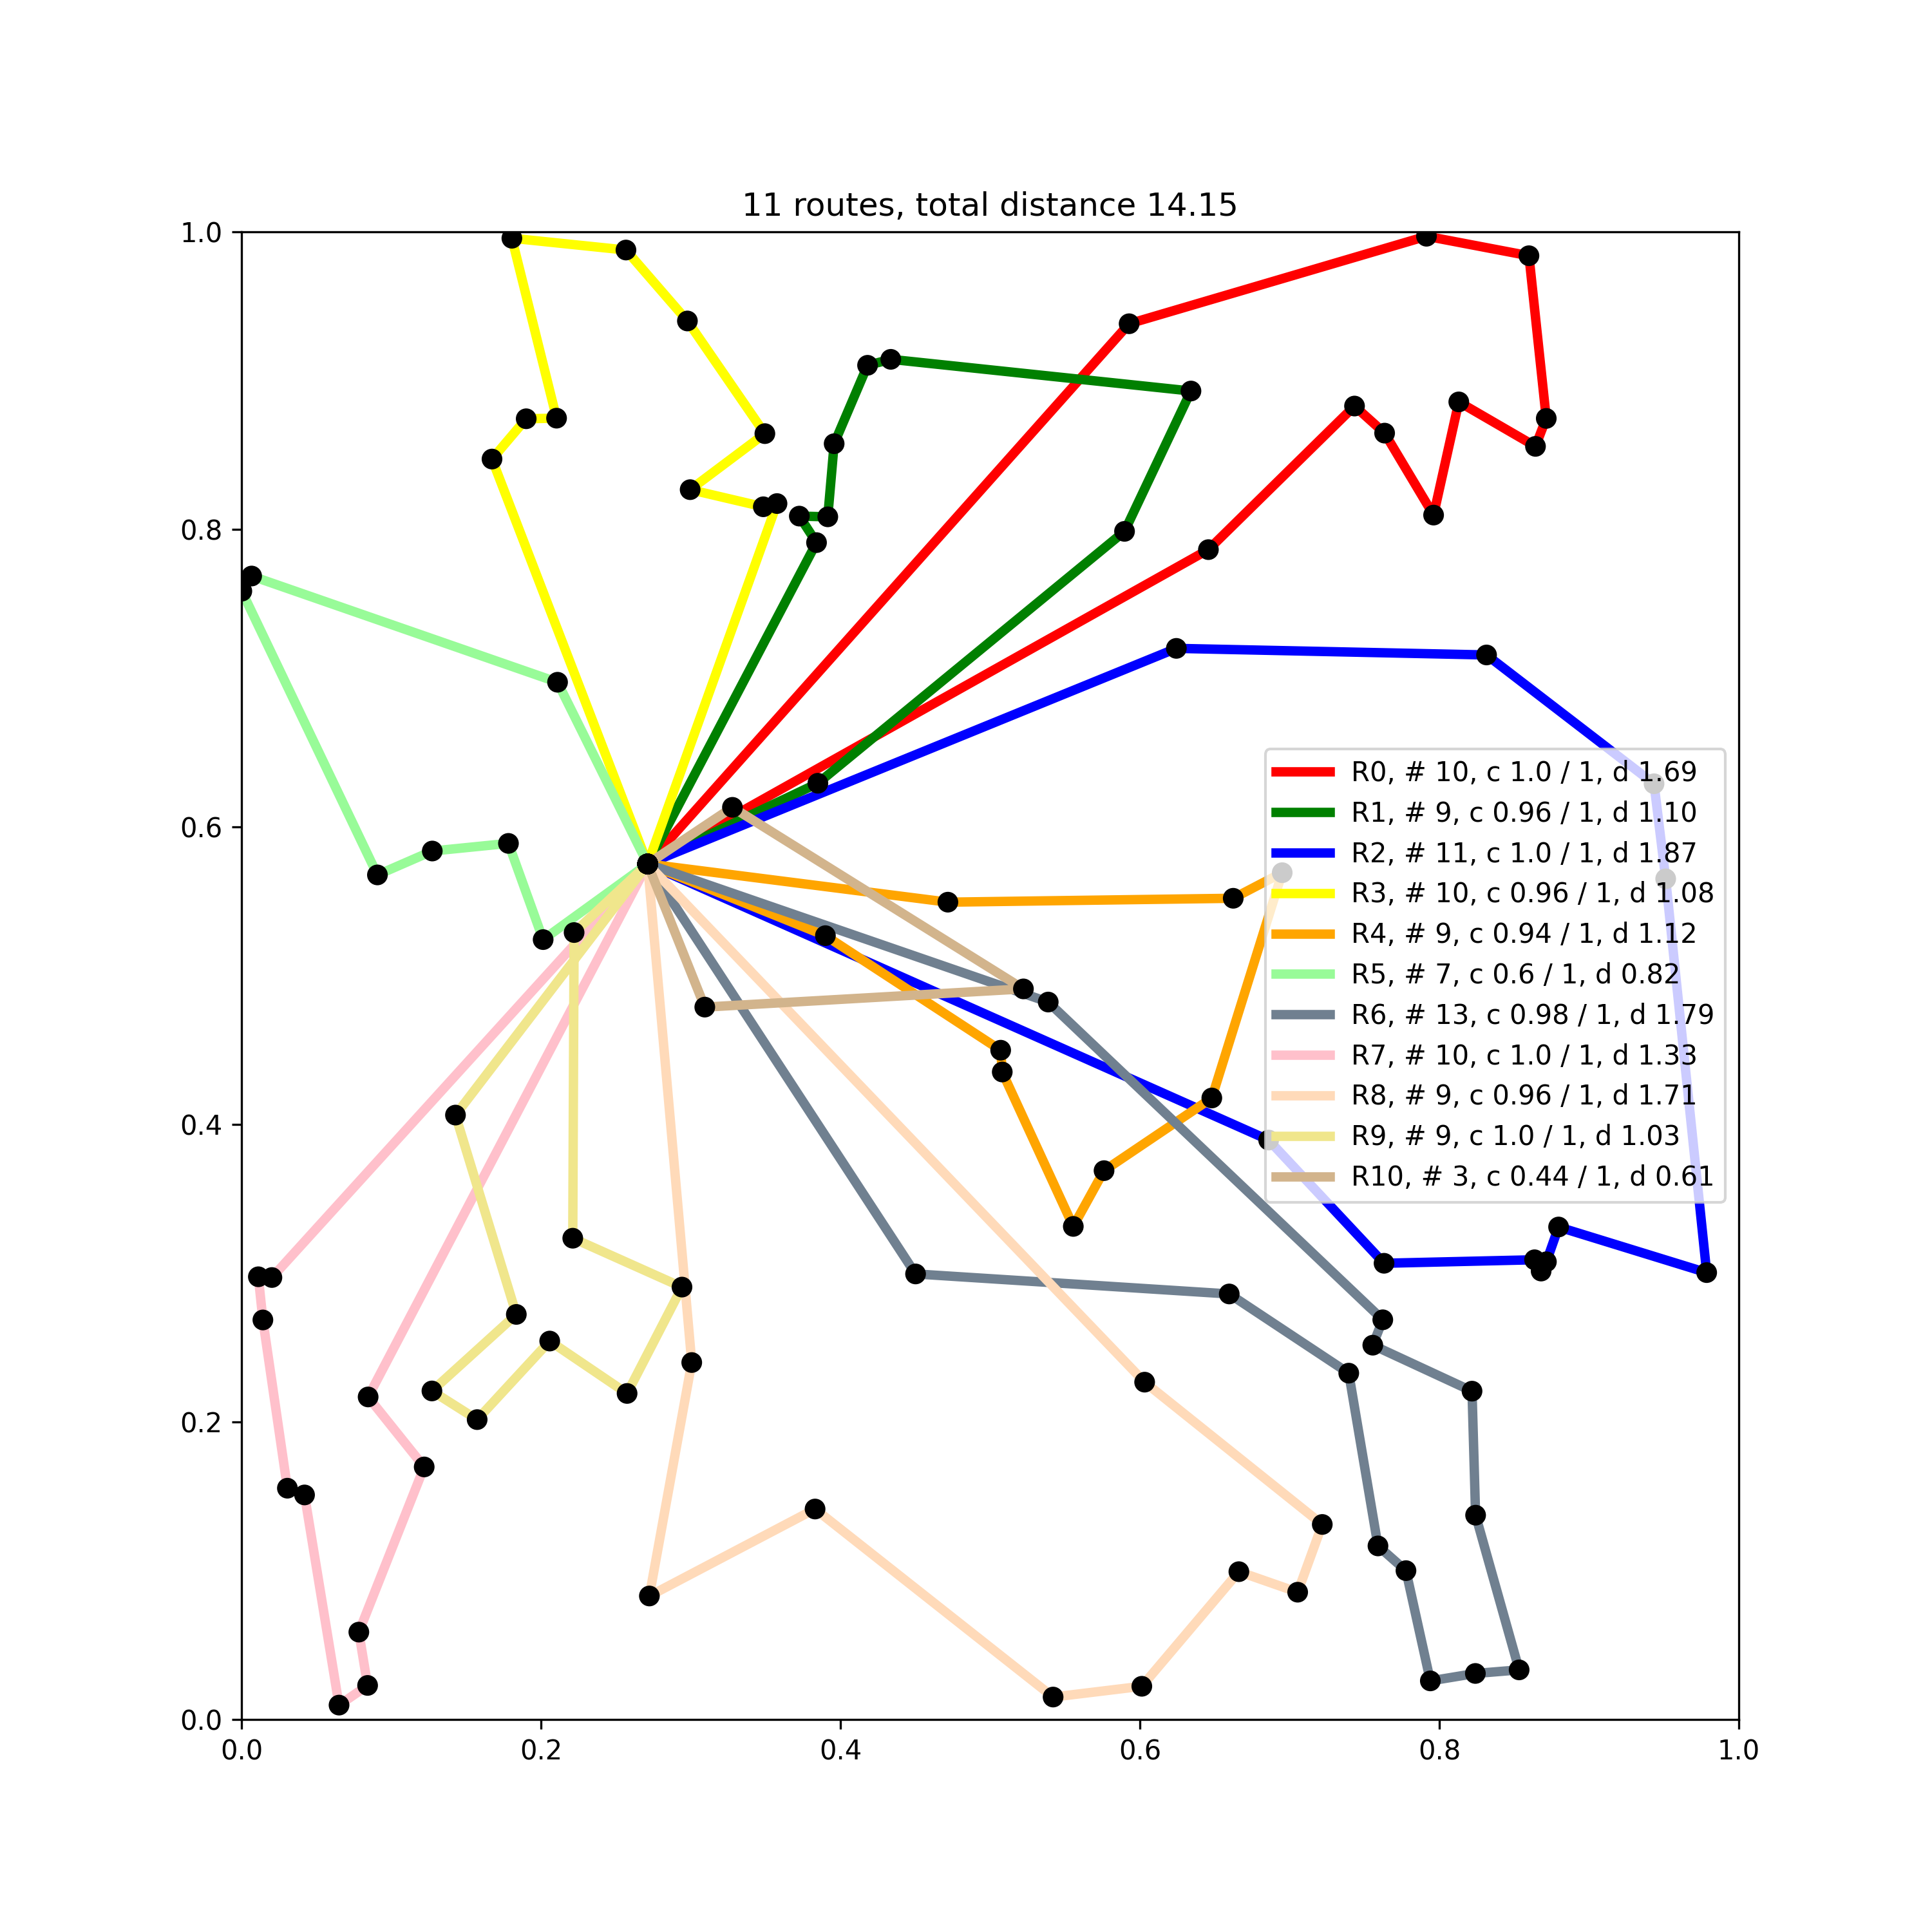 11 routes, total distance 14.15
1.0
0.8
0.6
0.4
0.2
0.0
0.0 0.2 0.4 0.6 0.8 1.0
R0, # 10, c 1.0 / 1, d 1.69
R1, # 9, c 0.96 / 1, d 1.10
R2, # 11, c 1.0 / 1, d 1.87
R3, # 10, c 0.96 / 1, d 1.08
R4, # 9, c 0.94 / 1, d 1.12
R5, # 7, c 0.6 / 1, d 0.82
R6, # 13, c 0.98 / 1, d 1.79
R7, # 10, c 1.0 / 1, d 1.33
R8, # 9, c 0.96 / 1, d 1.71
R9, # 9, c 1.0 / 1, d 1.03
R10, # 3, c 0.44 / 1, d 0.61